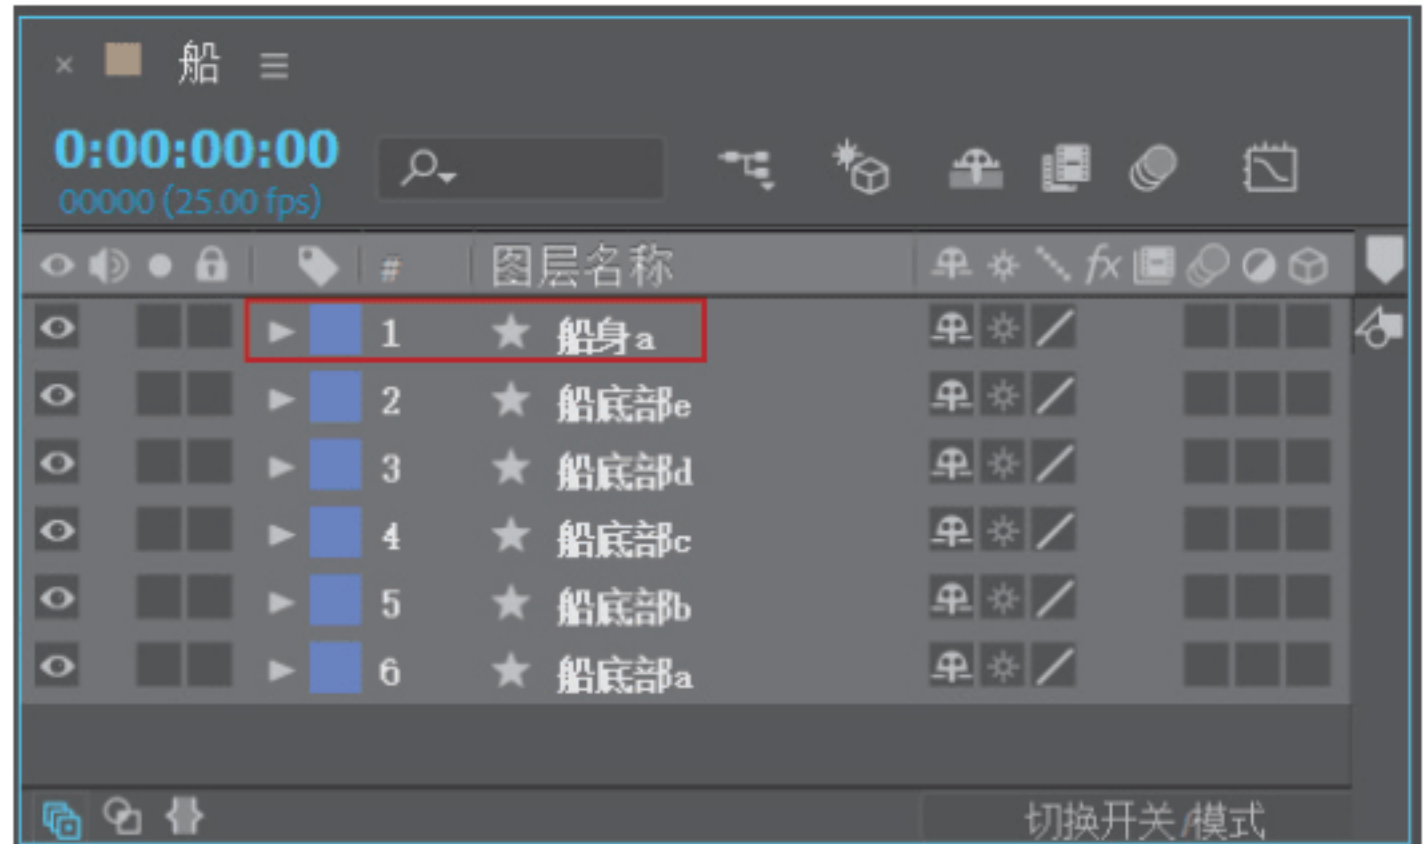 船
0:00:00:00
00000 (25.00 fps)
# 图层名称 fx
1 船身a
2 船底部e
3 船底部d
4 船底部c
5 船底部b
6 船底部a
切换开关/模式